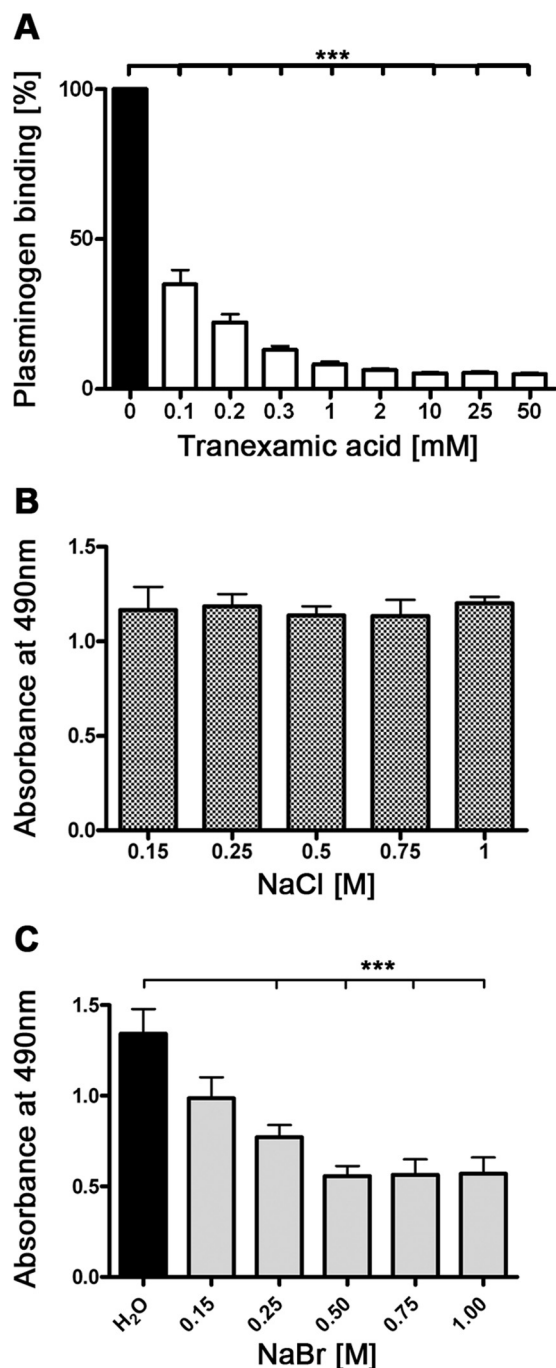 A
***
Plasminogen binding [%]
100
50
0
0 0.1 0.2 0.3 1 2 10 25 50
Tranexamic acid [mM]
B
Absorbance at 490nm
1.5
1.0
0.5
0.0
0.15 0.25 0.5 0.75 1
NaCl [M]
C
***
Absorbance at 490nm
1.5
1.0
0.5
0.0
H₂O 0.15 0.25 0.50 0.75 1.00
NaBr [M]